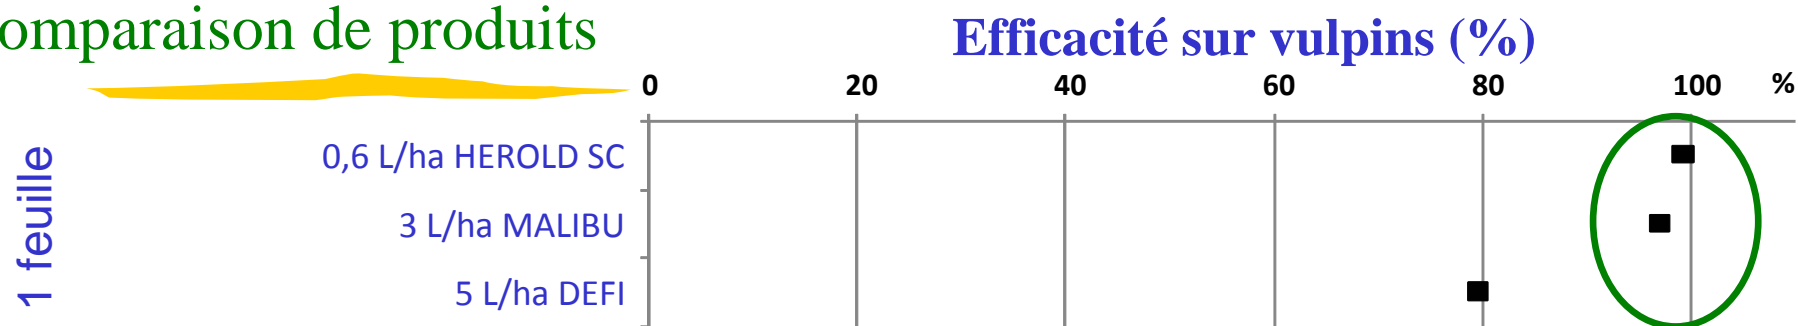 omparaison de produits
Efficacité sur vulpins (%)
0 20 40 60 80 100 %
1 feuille
0,6 L/ha HEROLD SC
3 L/ha MALIBU
5 L/ha DEFI